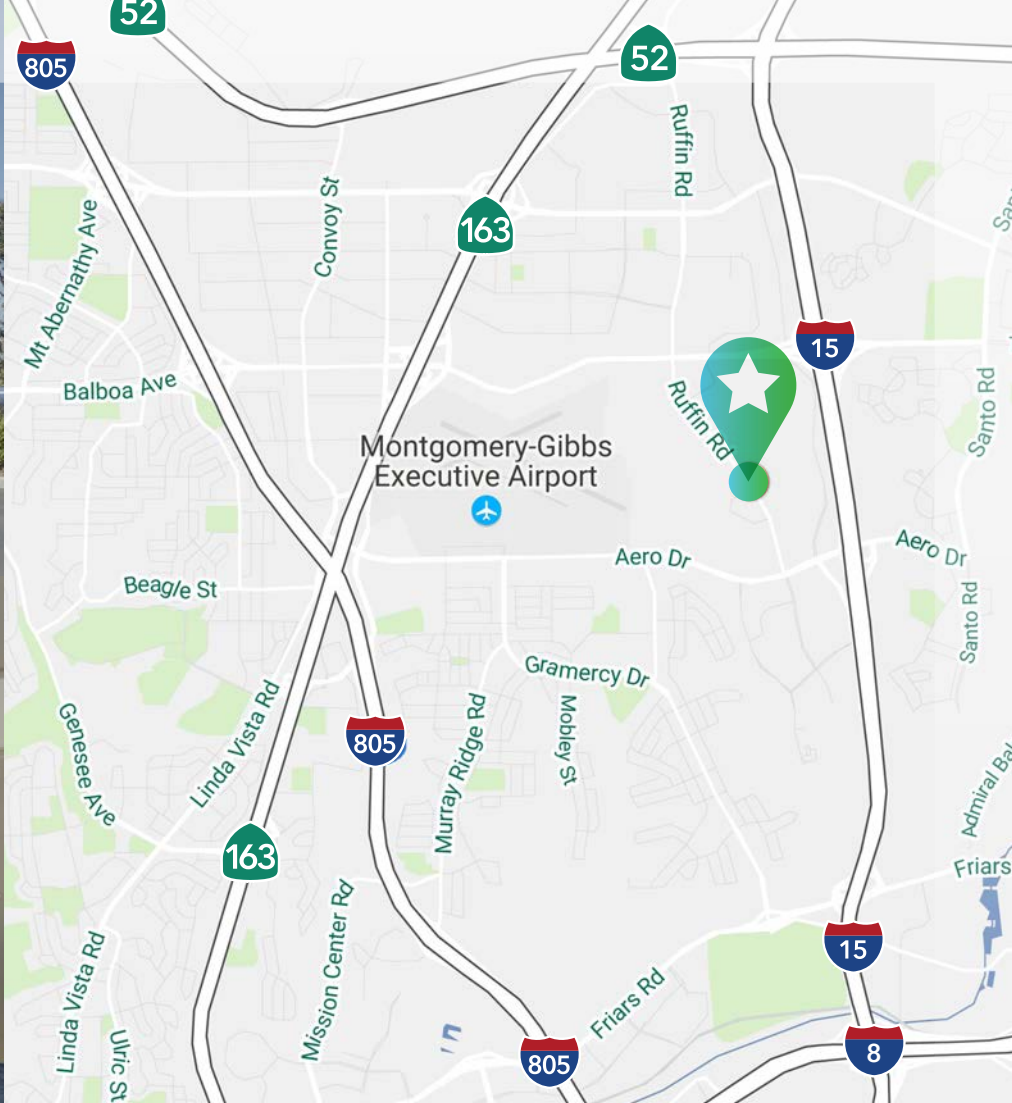 52
805
52
Ruffin Rd
Convoy St
Mt Abernathy Ave
163
15
Balboa Ave
Ruffin Rd
Santo Rd
Montgomery-Gibbs
Executive Airport
Aero Dr
Aero Dr
Beagle St
Santo Rd
Gramercy Dr
Linda Vista Rd
Genesee Ave
Murray Ridge Rd
Mobley St
805
Admiral
163
Friars
Mission Center Rd
15
Linda Vista Rd
Friars Rd
Ulric St
805
8